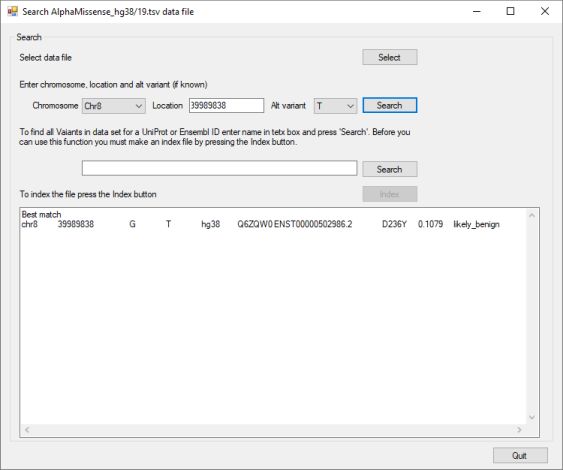 Search AlphaMissense_hg38/19.tsv data file
Search
Select data file
Select
Enter chromosome, location and alt variant (if known)
Chromosome Chr8 Location 39989838 Alt variant T Search
To find all Vaiants in data set for a UniProt or Ensembl ID enter name in tetx box and press 'Search'. Before you
can use this function you must make an index file by pressing the Index button.
Search
To index the file press the Index button
Index
Best match
chr8 39989838 G T hg38 Q6ZQW0 ENST00000502986.2 D236Y 0.1079 likely_benign
Quit